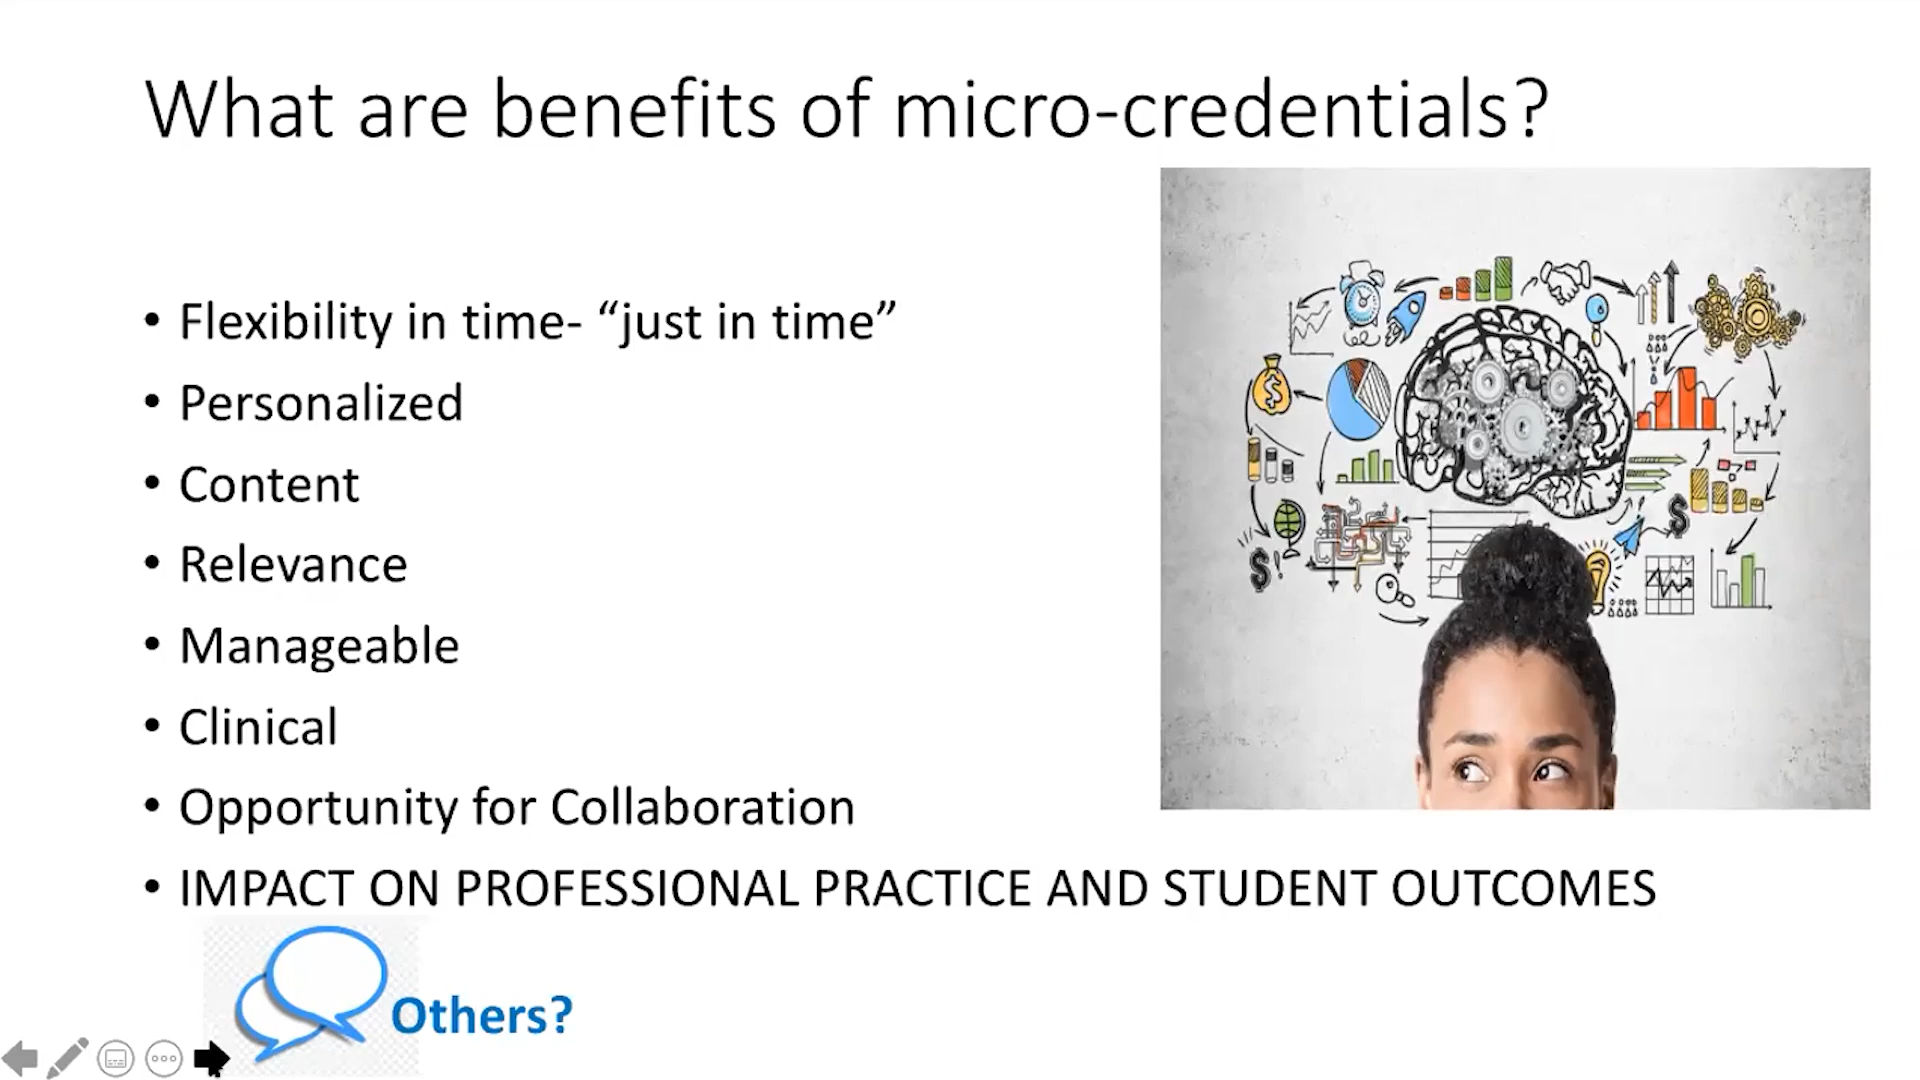 What are benefits of micro-credentials?
• Flexibility in time- “just in time”
• Personalized
• Content
• Relevance
• Manageable
• Clinical
• Opportunity for Collaboration
• IMPACT ON PROFESSIONAL PRACTICE AND STUDENT OUTCOMES
Others?